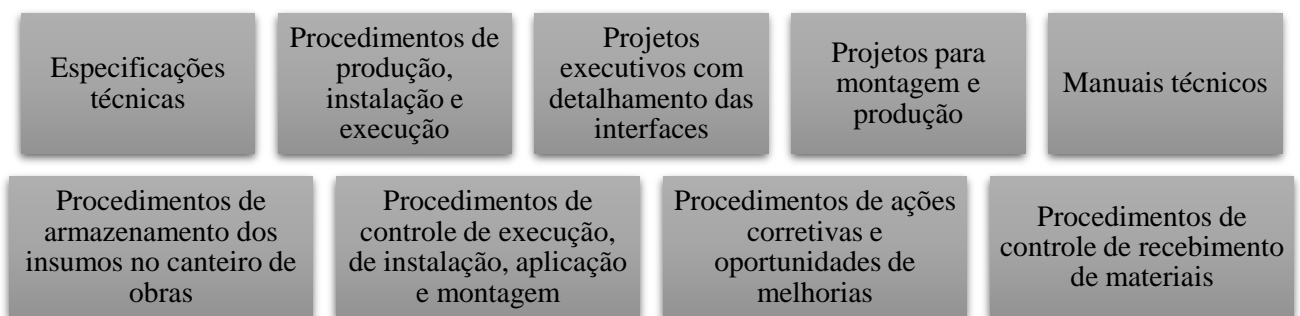 Especificações
técnicas
Procedimentos de
produção,
instalação e
execução
Projetos
executivos com
detalhamento das
interfaces
Projetos para
montagem e
produção
Manuais técnicos
Procedimentos de
armazenamento dos
insumos no canteiro de
obras
Procedimentos de
controle de execução,
de instalação, aplicação
e montagem
Procedimentos de ações
corretivas e
oportunidades de
melhorias
Procedimentos de
controle de recebimento
de materiais